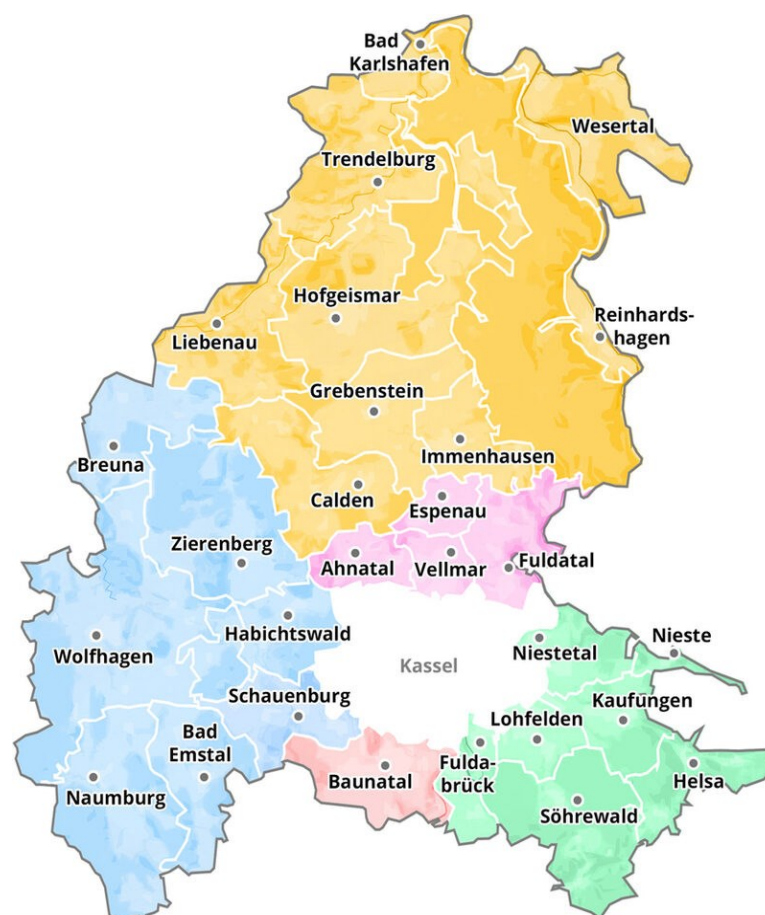 Bad
Karlshafen
Wesertal
Trendelburg
Hofgeismar
Reinhards-
hagen
Liebenau
Grebenstein
Breuna
Immenhausen
Calden
Espenau
Zierenberg
Ahnatal
Vellmar
Fuldatal
Habichtswald
Wolfhagen
Niestetal
Nieste
Kassel
Schauenburg
Kaufungen
Lohfelden
Bad
Emstal
Naumburg
Baunatal
Fulda-
brück
Helsa
Söhrewald